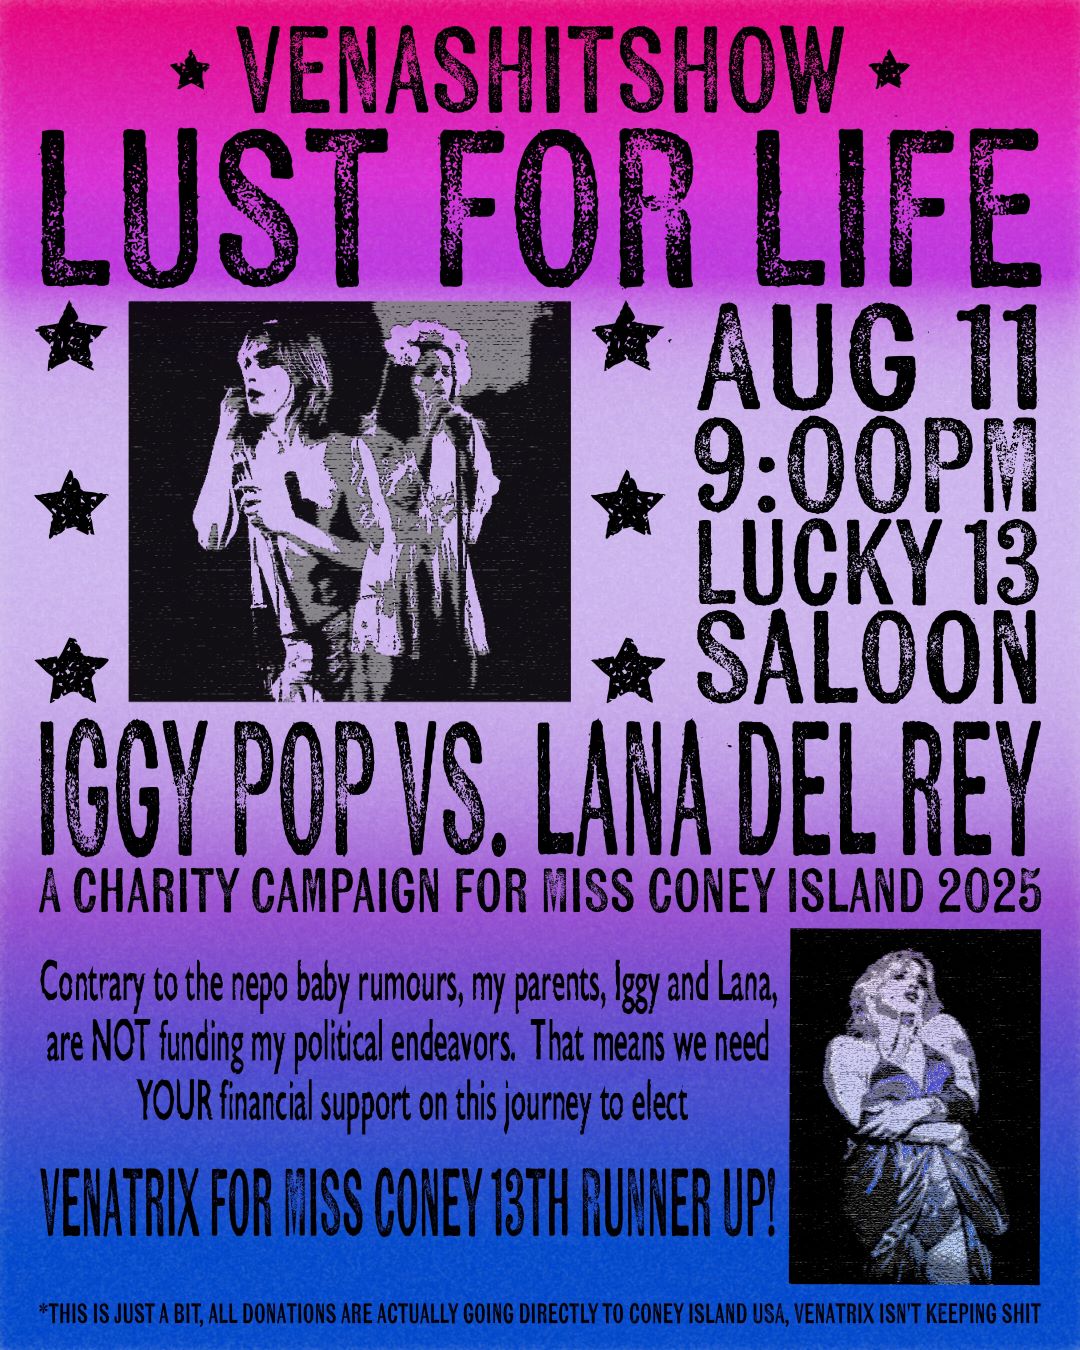 VENASHITSHOW
LUST FOR LIFE
AUG 11
9:00PM
LUCKY 13
SALOON
IGGY POP VS. LANA DEL REY
A CHARITY CAMPAIGN FOR MISS CONEY ISLAND 2025
Contrary to the nepo baby rumours, my parents, Iggy and Lana,
are NOT funding my political endeavors. That means we need
YOUR financial support on this journey to elect
VENATRIX FOR MISS CONEY 13TH RUNNER UP!
*THIS IS JUST A BIT, ALL DONATIONS ARE ACTUALLY GOING DIRECTLY TO CONEY ISLAND USA, VENATRIX ISN'T KEEPING SHIT